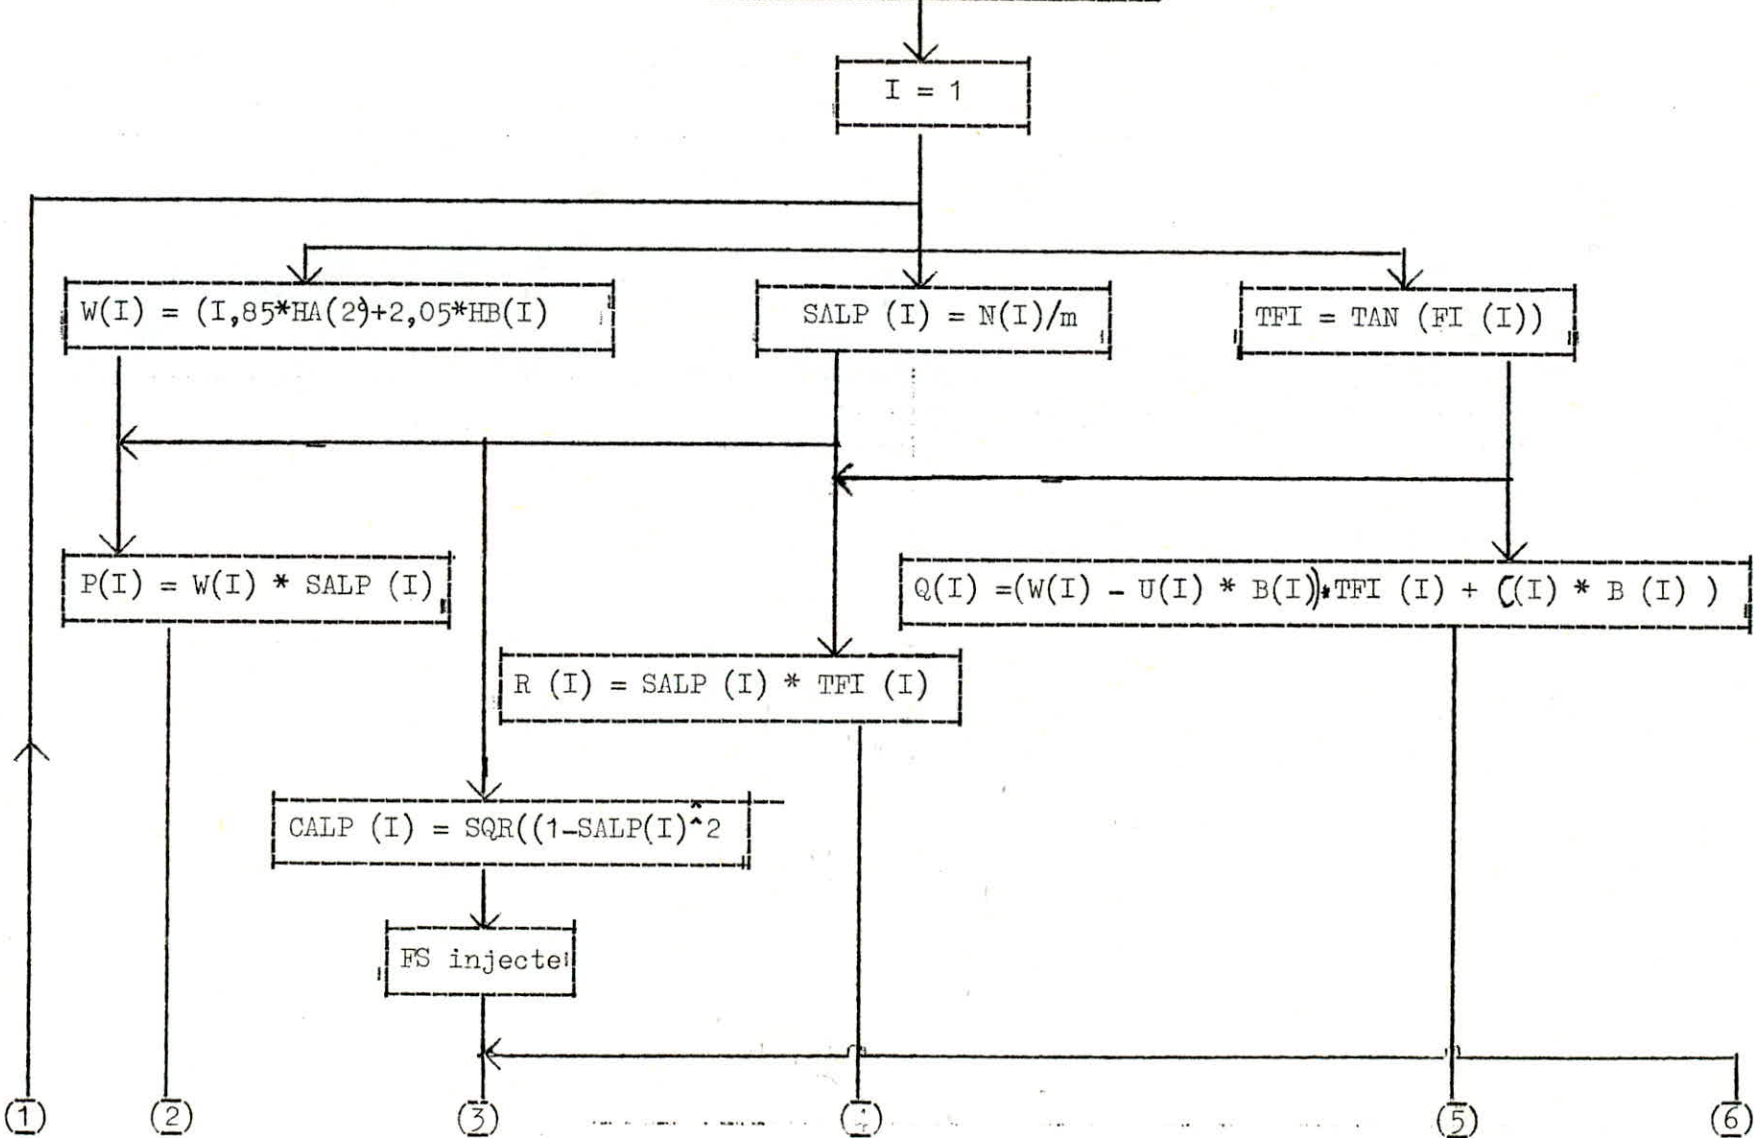 I = 1
W(I) = (I,85*HA(2)+2,05*HB(I)
SALP (I) = N(I)/m
TFI = TAN (FI (I))
P(I) = W(I) * SALP (I)
Q(I) =(W(I) - U(I) * B(I))*TFI (I) + C(I) * B (I) )
R (I) = SALP (I) * TFI (I)
CALP (I) = SQR((1-SALP(I)^2
FS injecte
(1) (2) (3) (4) (5) (6)